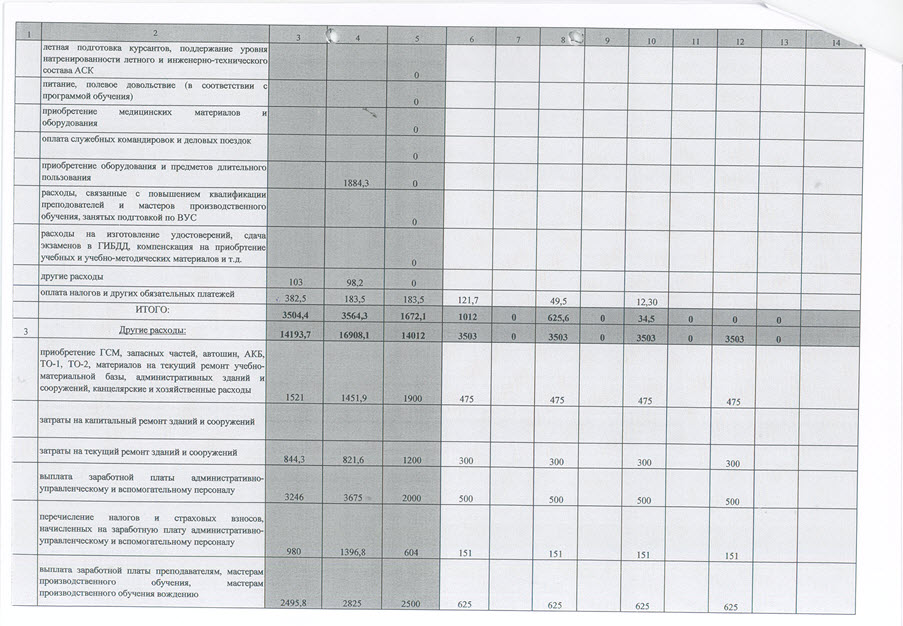 1 2 3 4 5 6 7 8 9 10 11 12 13 14
летная подготовка курсантов, поддержание уровня
натренированности летного и инженерно-технического
состава АСК
0
питание, полевое довольствие (в соответствии с
программой обучения)
0
приобретение медицинских материалов и
оборудования
0
оплата служебных командировок и деловых поездок
0
приобретение оборудования и предметов длительного
пользования
1884,3 0
расходы, связанные с повышением квалификации
преподователей и мастеров производственного
обучения, занятых подгтовкой по ВУС
0
расходы на изготовление удостоверений, сдача
экзаменов в ГИБДД, компенскация на приобртение
учебных и учебно-методических материалов и т.д.
0
другие расходы 103 98,2 0
оплата налогов и других обязательных платежей 382,5 183,5 183,5 121,7 49,5 12,30
ИТОГО: 3504,4 3564,3 1672,1 1012 0 625,6 0 34,5 0 0 0
3 Другие расходы: 14193,7 16908,1 14012 3503 0 3503 0 3503 0 3503 0
приобретение ГСМ, запасных частей, автошин, АКБ,
ТО-1, ТО-2, материалов на текущий ремонт учебно-
материальной базы, административных зданий и
сооружений, канцелярские и хозяйственные расходы
1521 1451,9 1900 475 475 475 475
затраты на капитальный ремонт зданий и сооружений
затраты на текущий ремонт зданий и сооружений
844,3 821,6 1200 300 300 300 300
выплата заработной платы административно-
управленческому и вспомогательному персоналу
3246 3675 2000 500 500 500 500
перечисление налогов и страховых взносов,
начисленных на заработную плату административно-
управленческому и вспомогательному персоналу
980 1396,8 604 151 151 151 151
выплата заработной платы преподавателям, мастерам
производственного обучения, мастерам
производственного обучения вождению
2495,8 2825 2500 625 625 625 625